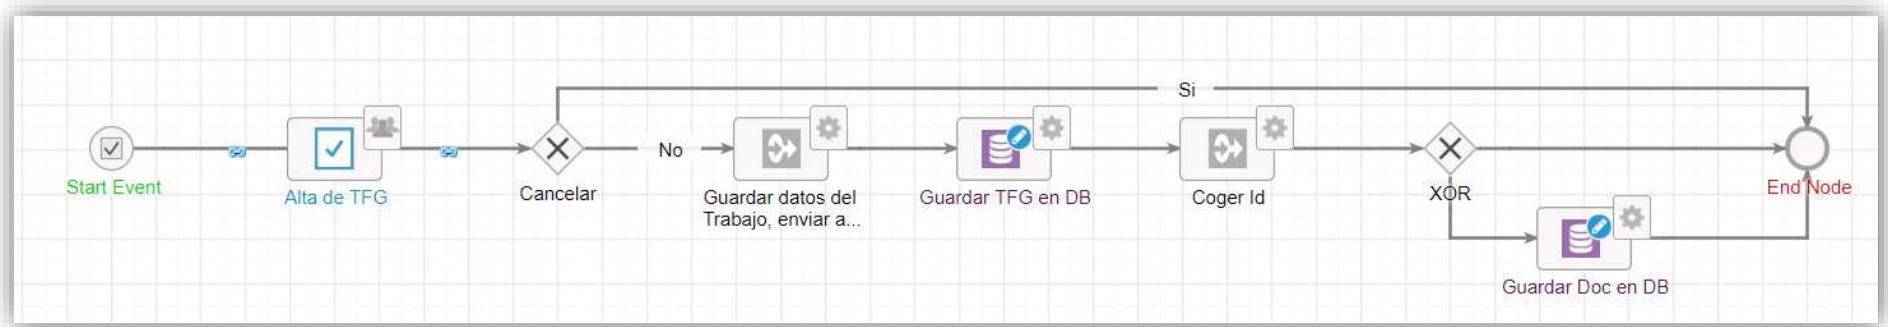 Si
No
Start Event
Alta de TFG
Cancelar
Guardar datos del
Trabajo, enviar a...
Guardar TFG en DB
Coger Id
XOR
End Node
Guardar Doc en DB